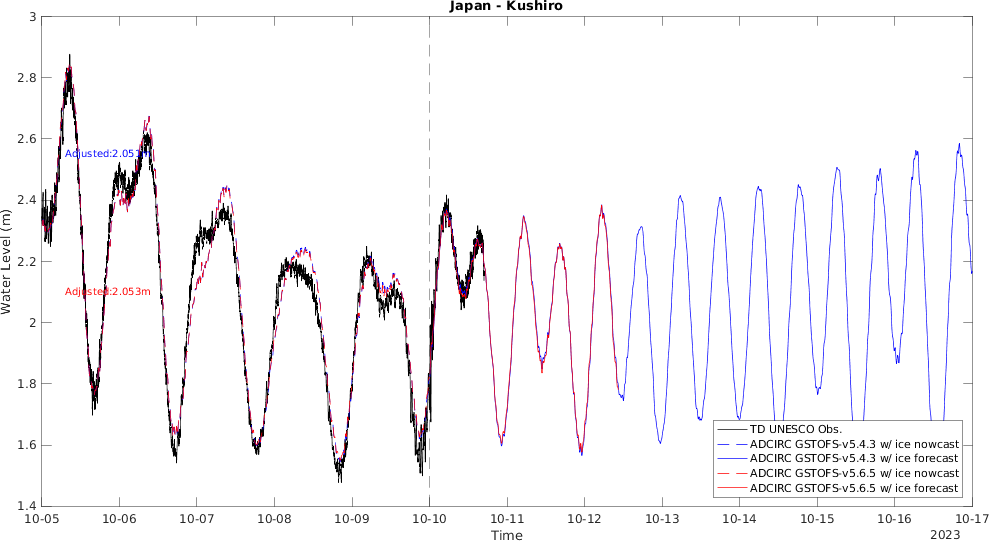 Japan - Kushiro
3
2.8
2.6
2.4
2.2
2
1.8
1.6
1.4
Water Level (m)
Adjusted:2.051m
Adjusted:2.053m
TD UNESCO Obs.
ADCIRC GSTOFS-v5.4.3 w/ ice nowcast
ADCIRC GSTOFS-v5.4.3 w/ ice forecast
ADCIRC GSTOFS-v5.6.5 w/ ice nowcast
ADCIRC GSTOFS-v5.6.5 w/ ice forecast
10-05 10-06 10-07 10-08 10-09 10-10 10-11 10-12 10-13 10-14 10-15 10-16 10-17
Time
2023